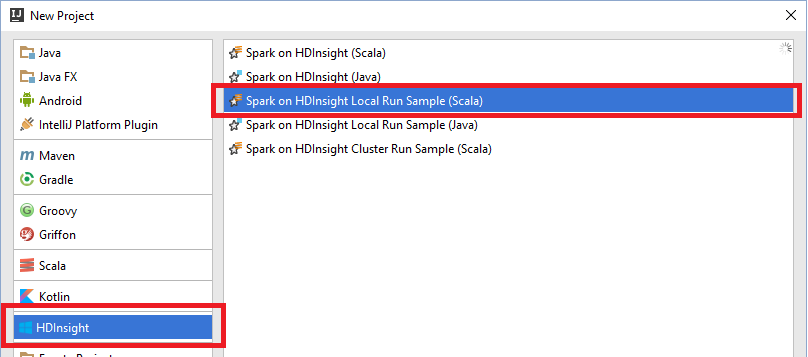 IJ New Project
Java
Java FX
Android
IntelliJ Platform Plugin
Maven
Gradle
Groovy
Griffon
Scala
Kotlin
HDInsight
Spark on HDInsight (Scala)
Spark on HDInsight (Java)
Spark on HDInsight Local Run Sample (Scala)
Spark on HDInsight Local Run Sample (Java)
Spark on HDInsight Cluster Run Sample (Scala)